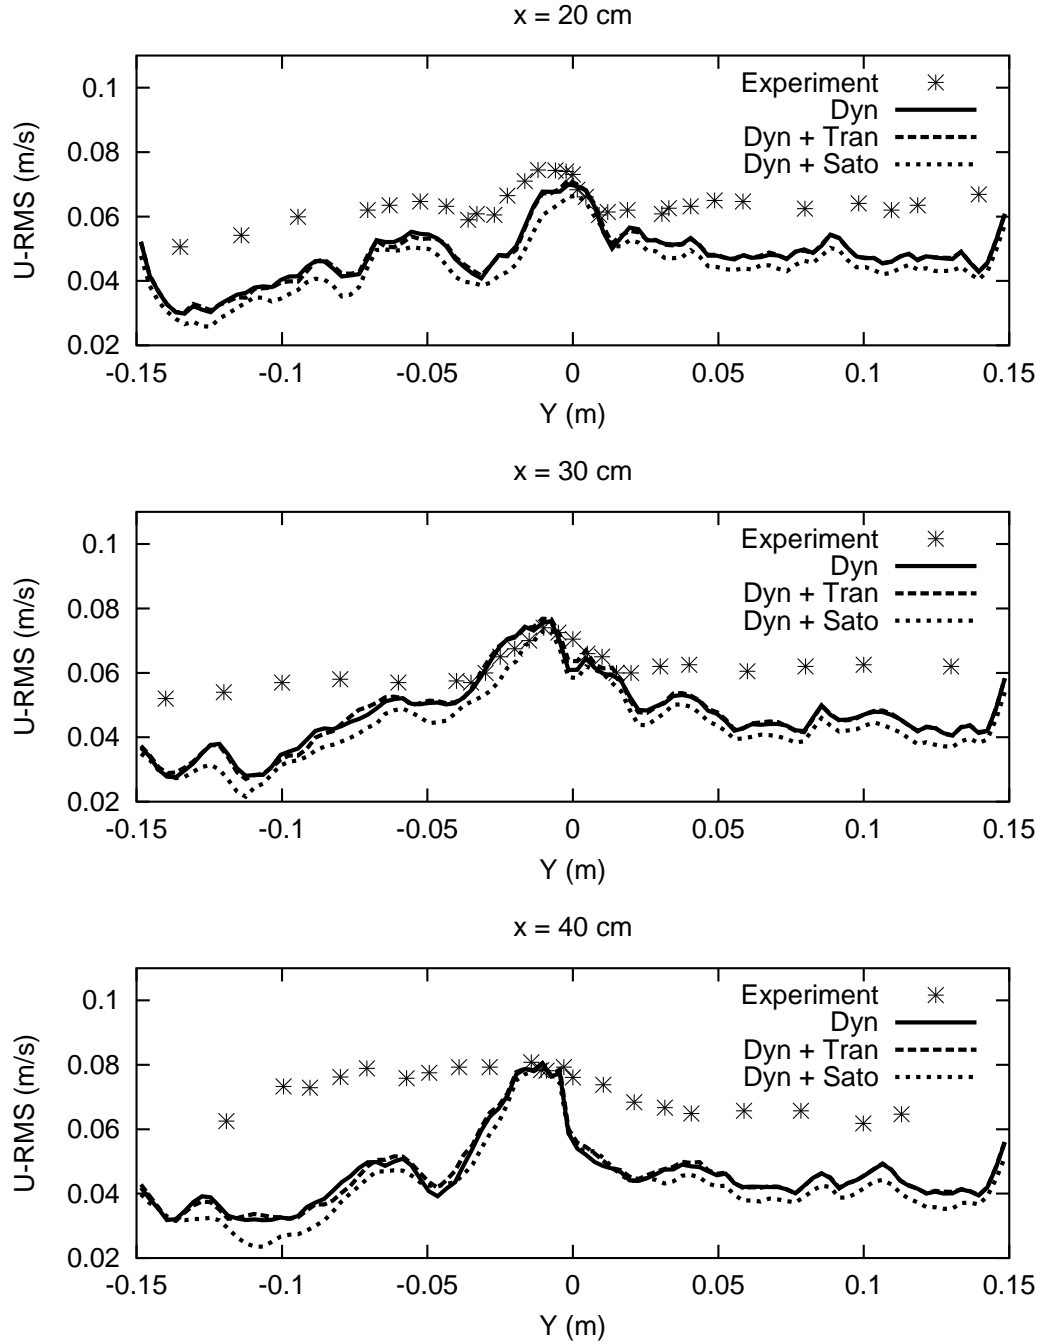 x = 20 cm
U-RMS (m/s)
0.1
0.08
0.06
0.04
0.02
Experiment
Dyn
Dyn + Tran
Dyn + Sato
-0.15 -0.1 -0.05 0 0.05 0.1 0.15
Y (m)
x = 30 cm
U-RMS (m/s)
0.1
0.08
0.06
0.04
0.02
Experiment
Dyn
Dyn + Tran
Dyn + Sato
-0.15 -0.1 -0.05 0 0.05 0.1 0.15
Y (m)
x = 40 cm
U-RMS (m/s)
0.1
0.08
0.06
0.04
0.02
Experiment
Dyn
Dyn + Tran
Dyn + Sato
-0.15 -0.1 -0.05 0 0.05 0.1 0.15
Y (m)